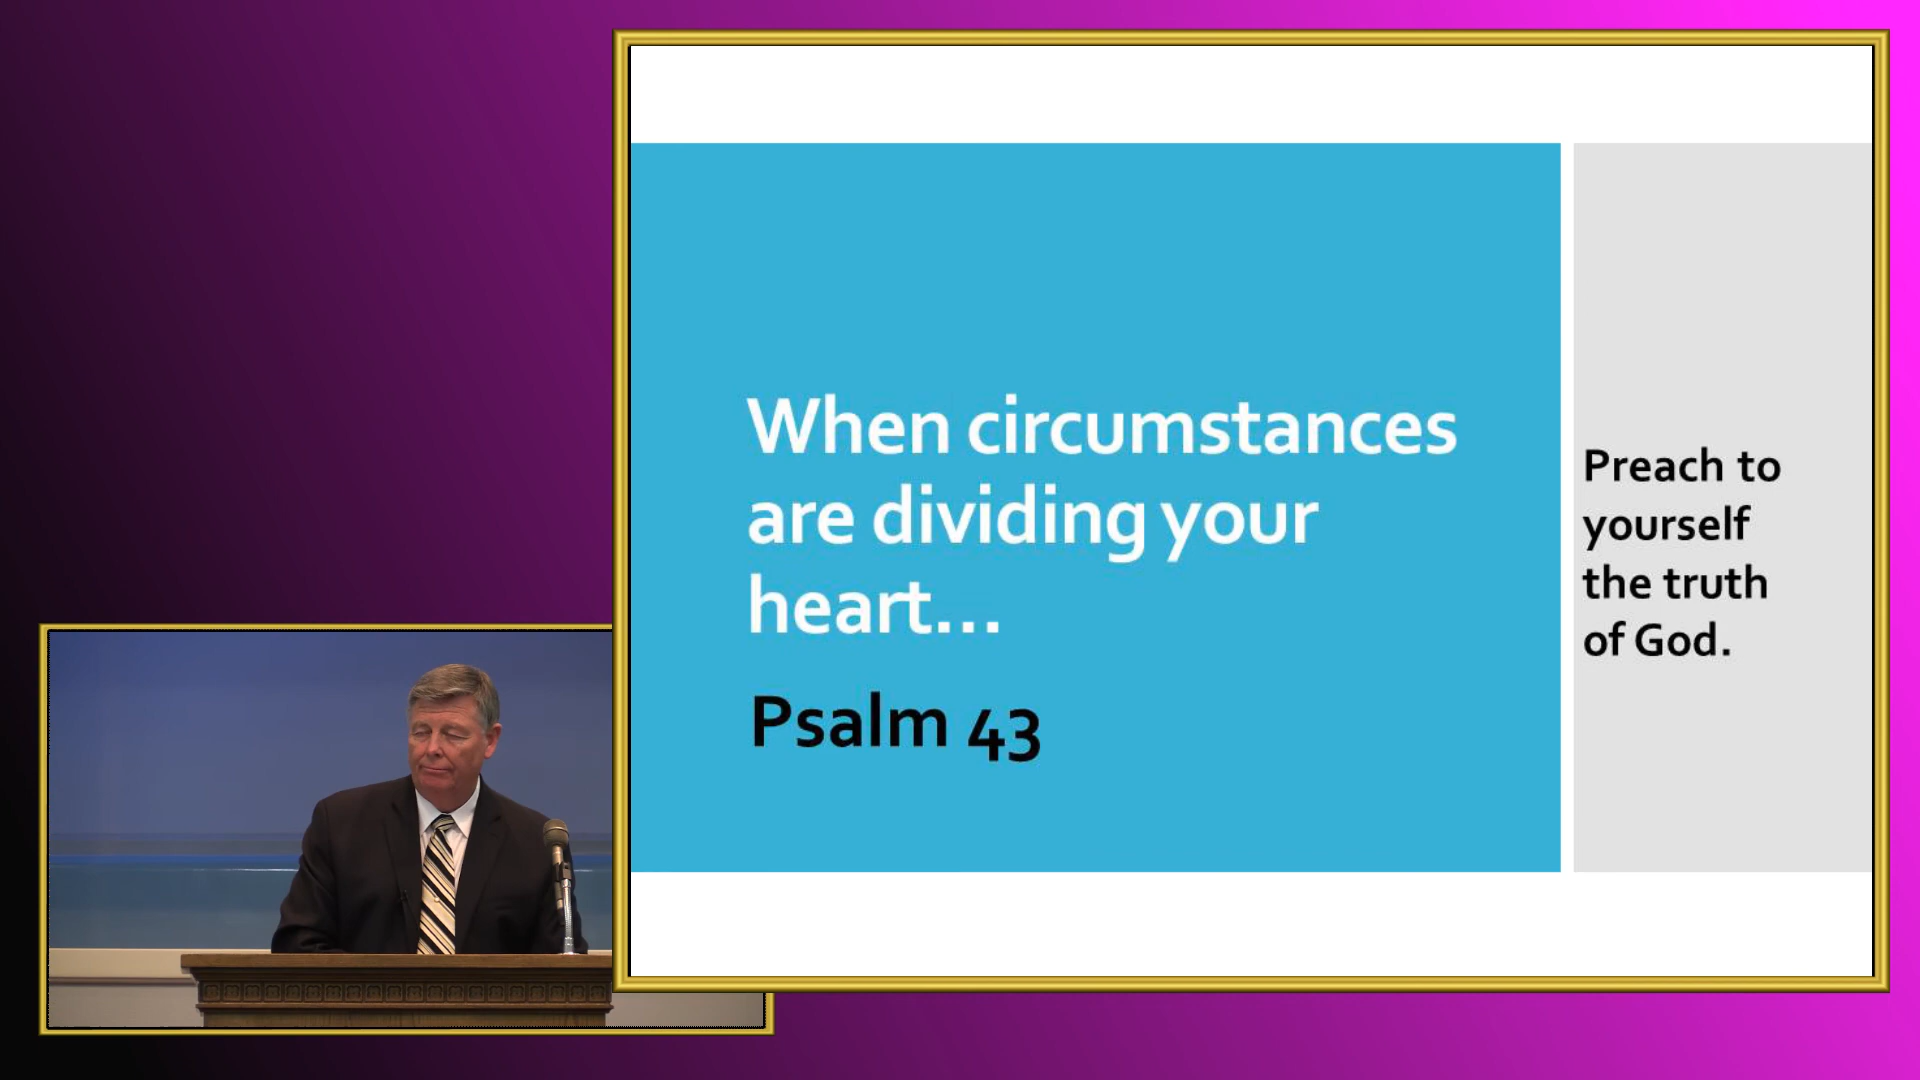 When circumstances
are dividing your
heart...
Psalm 43
Preach to
yourself
the truth
of God.